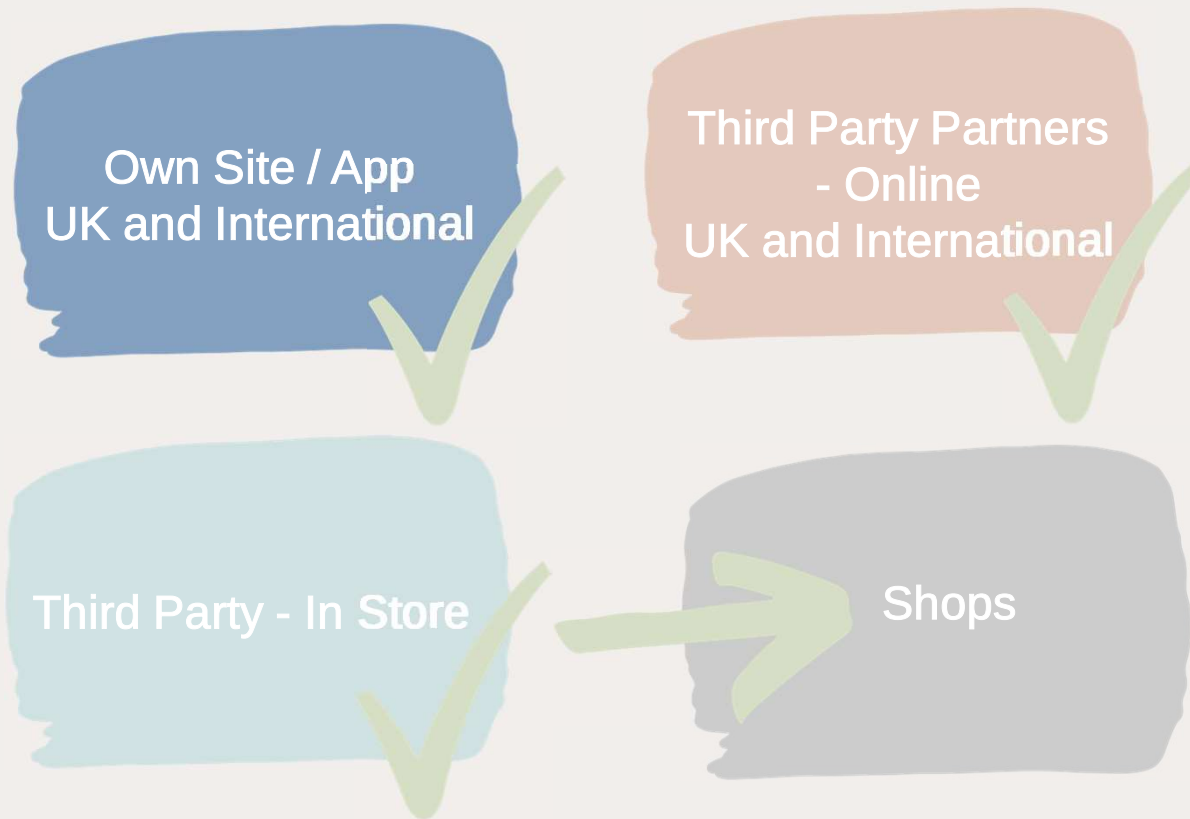 Own Site / App
UK and International
Third Party Partners
- Online
UK and International
Third Party - In Store
Shops